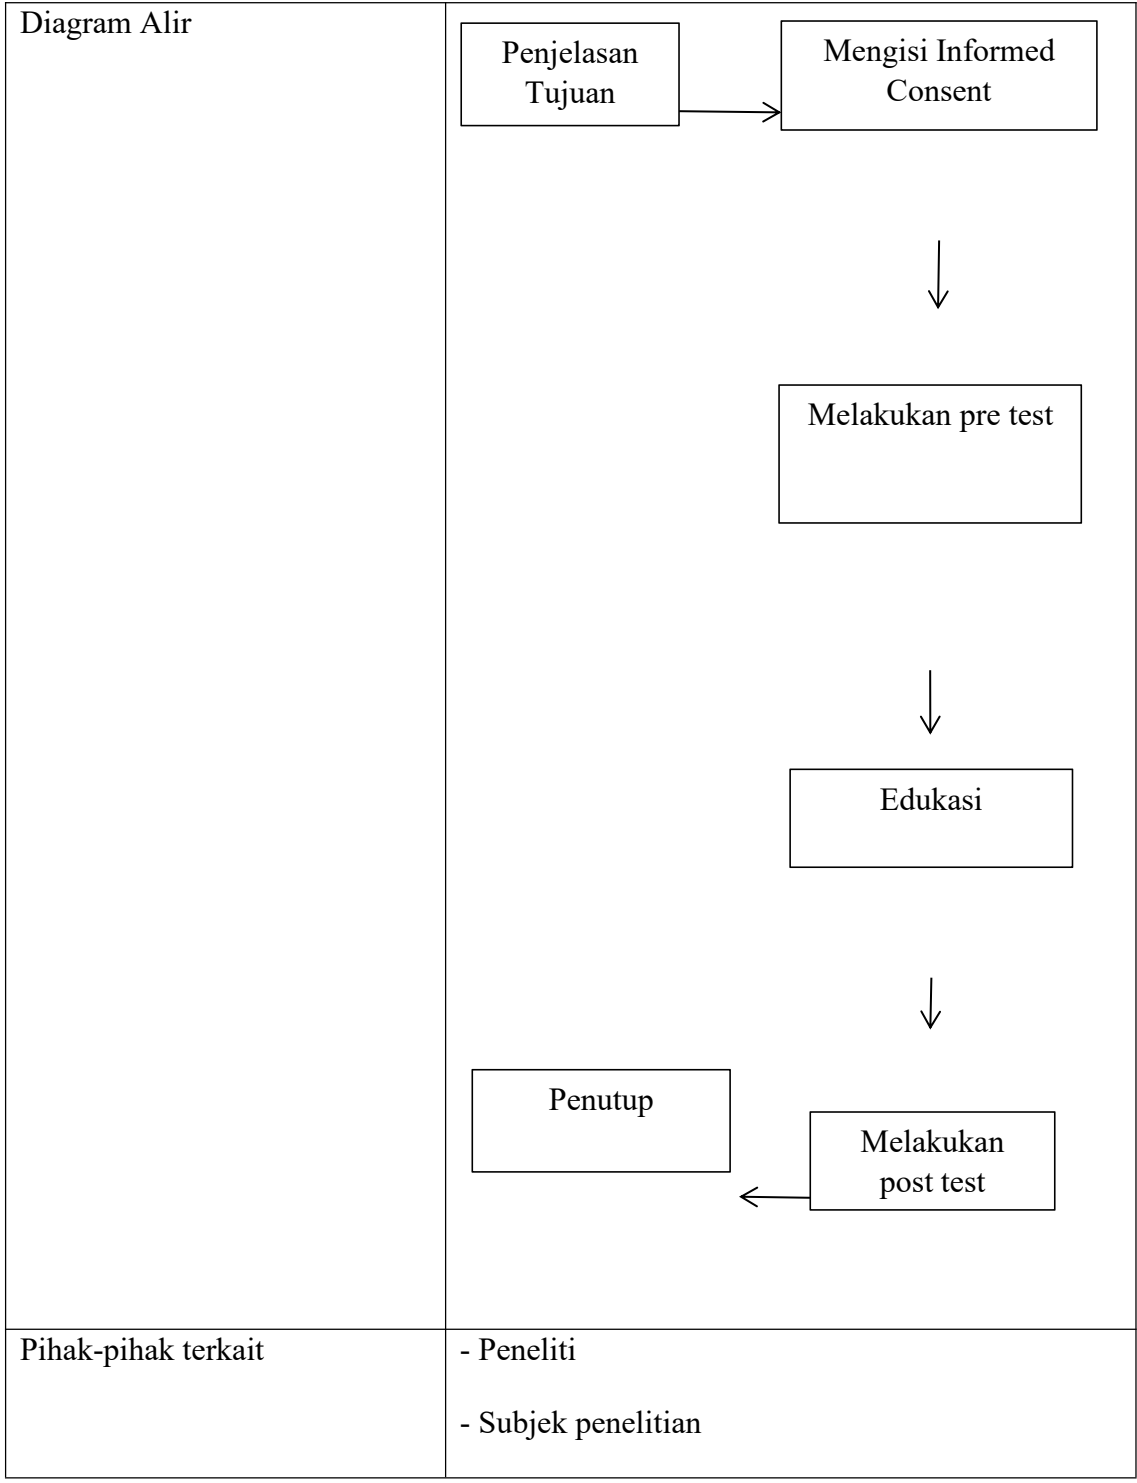 Diagram Alir
Penjelasan
Tujuan
Mengisi Informed
Consent
Melakukan pre test
Edukasi
Melakukan
post test
Penutup
Pihak-pihak terkait
- Peneliti
- Subjek penelitian